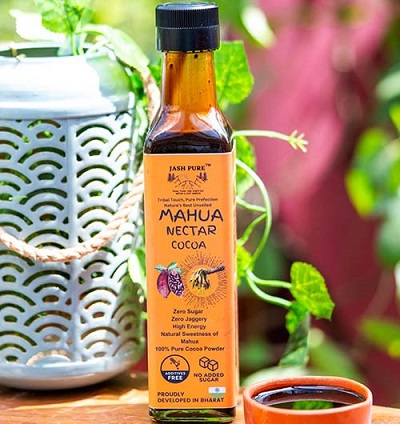 JASH PURE™
Tribal Touch, Pure Prefection
Nature's Best Unveiled
MAHUA
NECTAR
COCOA
Zero Sugar
Zero Jaggery
High Energy
Natural Sweetness of
Mahua
100% Pure Cocoa Powder
ADDITIVES
FREE
NO ADDED
SUGAR
PROUDLY
DEVELOPED IN BHARAT